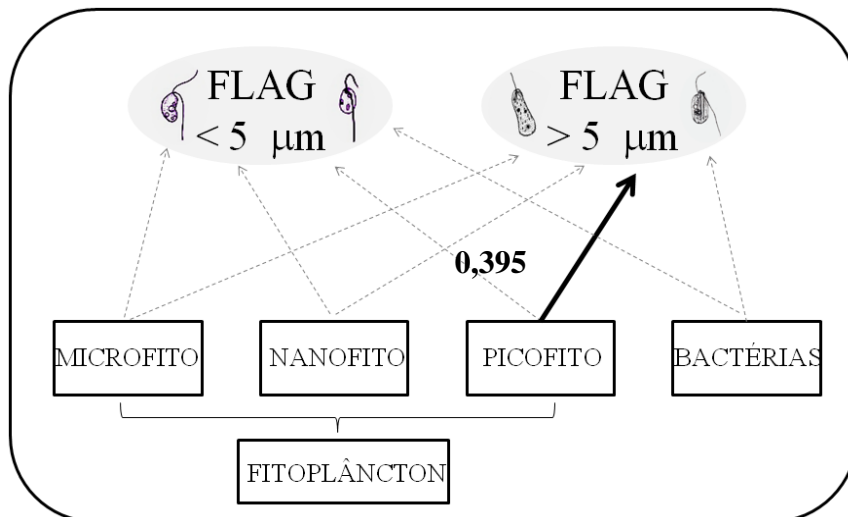 FLAG
< 5 μm
FLAG
> 5 μm
0,395
MICROFITO
NANOFITO
PICOFITO
BACTÉRIAS
FITOPLÂNCTON